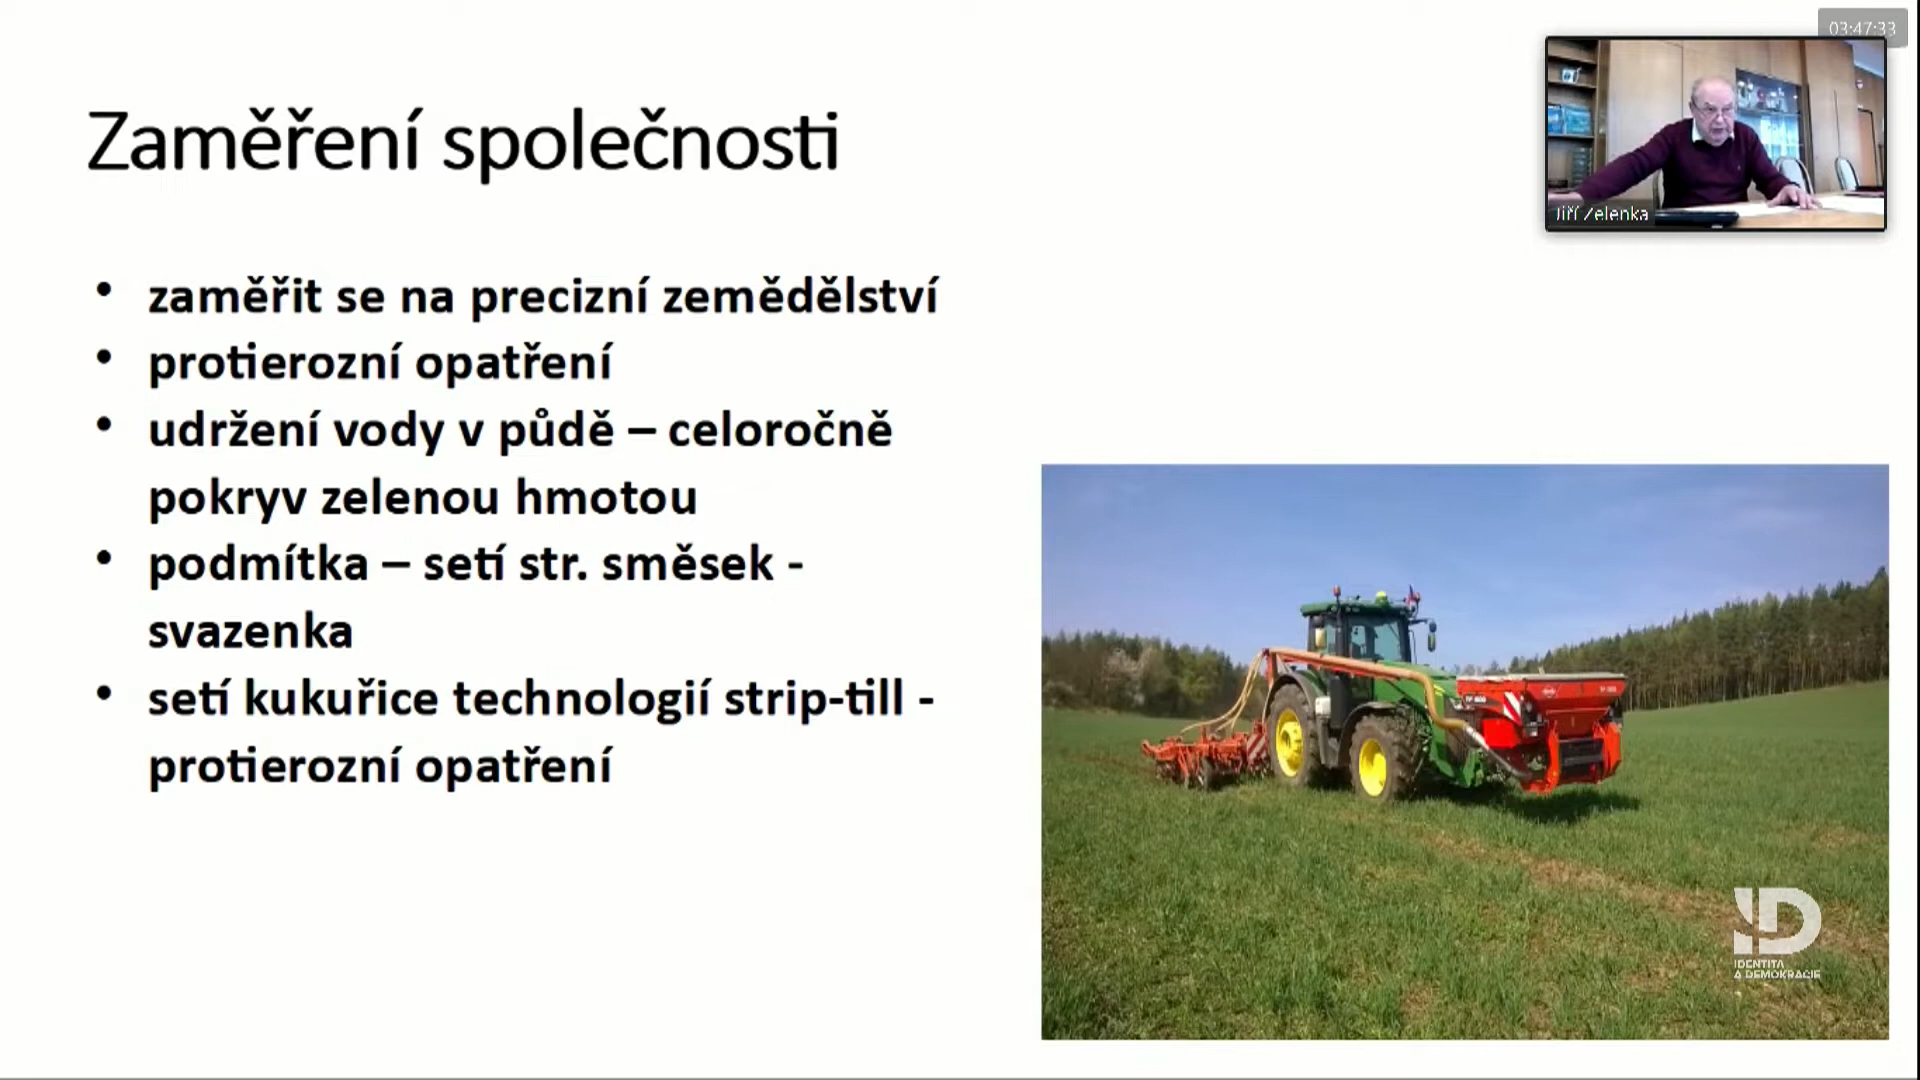 03:47:33
Zaměření společnosti
Jiří Zelenka
• zaměřit se na precizní zemědělství
• protierozní opatření
• udržení vody v půdě – celoročně
pokryv zelenou hmotou
• podmítka – setí str. směsek -
svazenka
• setí kukuřice technologií strip-till -
protierozní opatření
ID
IDENTITA
A DEMOKRACIE